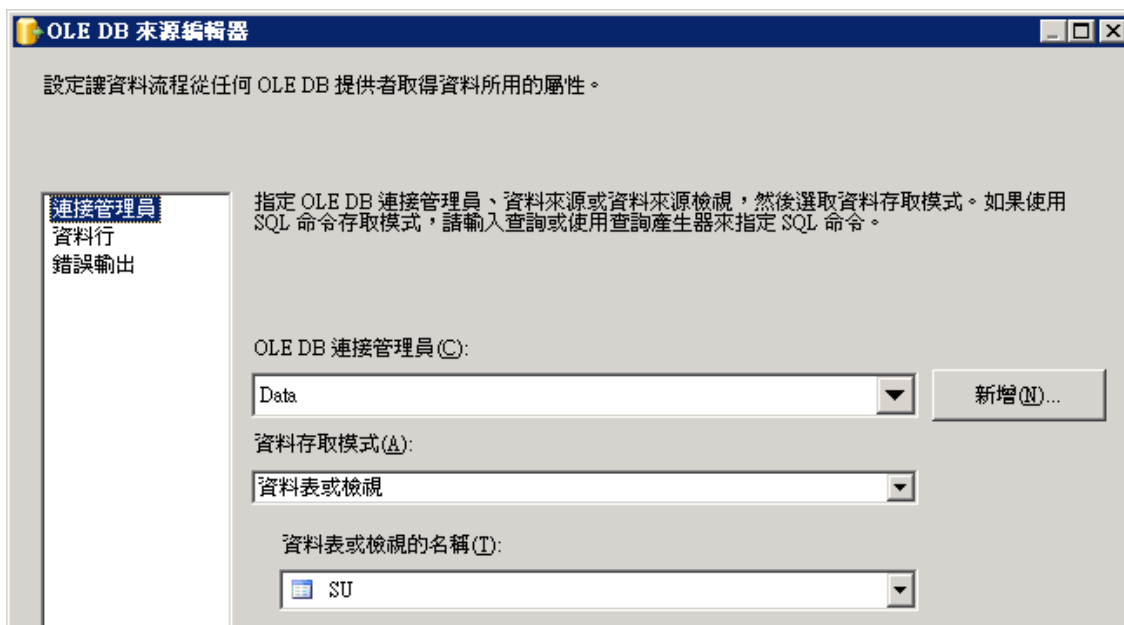 OLE DB 來源編輯器
設定讓資料流程從任何 OLE DB 提供者取得資料所用的屬性。
連接管理員
資料行
錯誤輸出
指定 OLE DB 連接管理員、資料來源或資料來源檢視，然後選取資料存取模式。如果使用
SQL 命令存取模式，請輸入查詢或使用查詢產生器來指定 SQL 命令。
OLE DB 連接管理員(C):
Data
新增(N)...
資料存取模式(A):
資料表或檢視
資料表或檢視的名稱(T):
SU